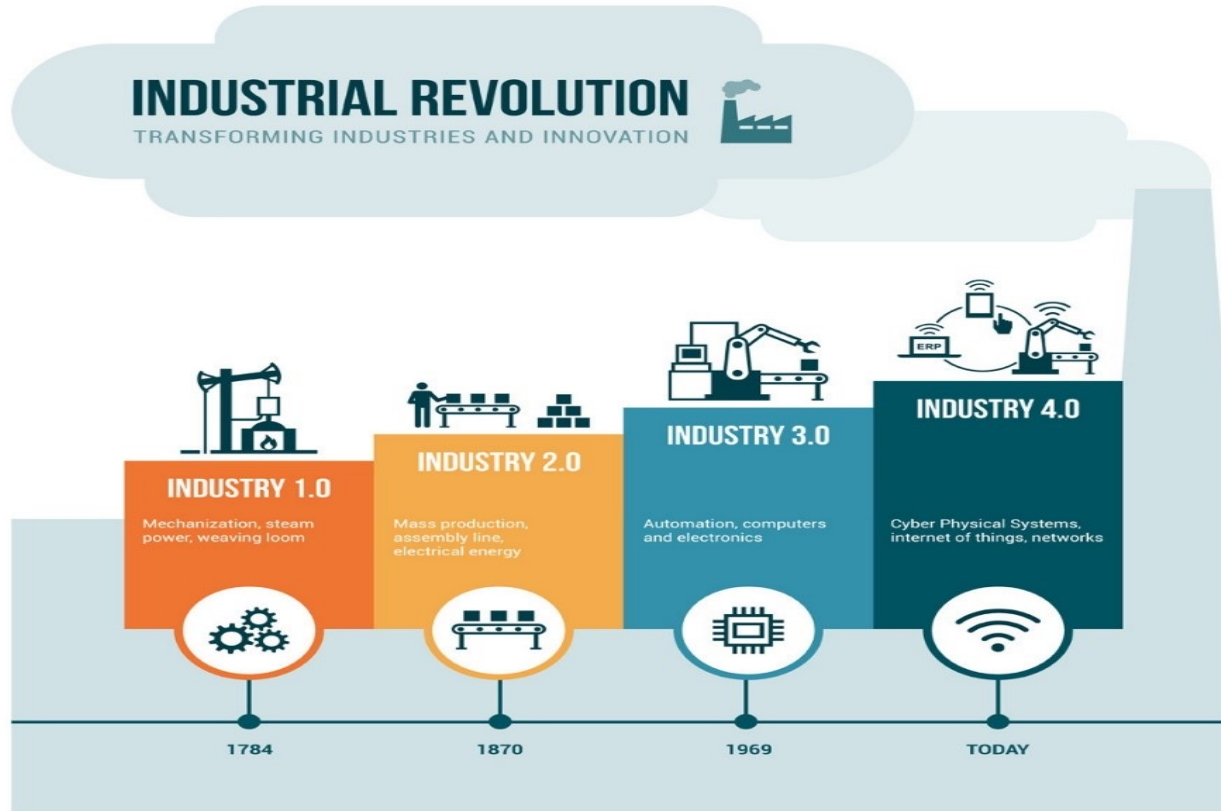 INDUSTRIAL REVOLUTION
TRANSFORMING INDUSTRIES AND INNOVATION
INDUSTRY 1.0
Mechanization, steam
power, weaving loom
1784
INDUSTRY 2.0
Mass production,
assembly line,
electrical energy
1870
INDUSTRY 3.0
Automation, computers
and electronics
1969
ERP
INDUSTRY 4.0
Cyber Physical Systems,
internet of things, networks
TODAY